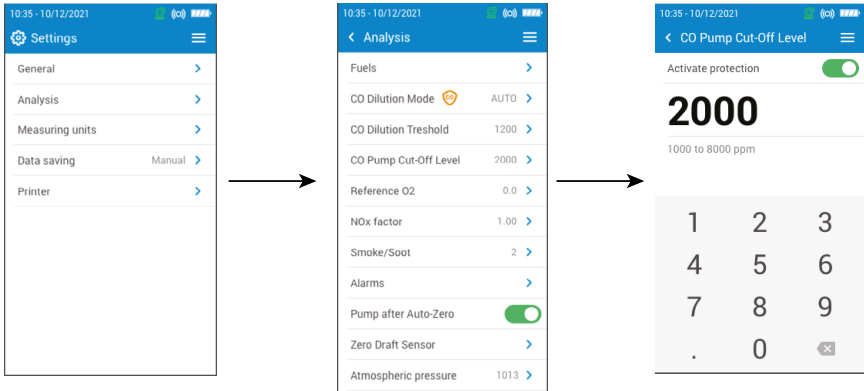 10:35 - 10/12/2021
Settings
General
Analysis
Measuring units
Data saving Manual
Printer
10:35 - 10/12/2021
Analysis
Fuels
CO Dilution Mode CO AUTO
CO Dilution Treshold 1200
CO Pump Cut-Off Level 2000
Reference O2 0.0
NOx factor 1.00
Smoke/Soot 2
Alarms
Pump after Auto-Zero
Zero Draft Sensor
Atmospheric pressure 1013
10:35 - 10/12/2021
CO Pump Cut-Off Level
Activate protection
2000
1000 to 8000 ppm
1 2 3
4 5 6
7 8 9
. 0